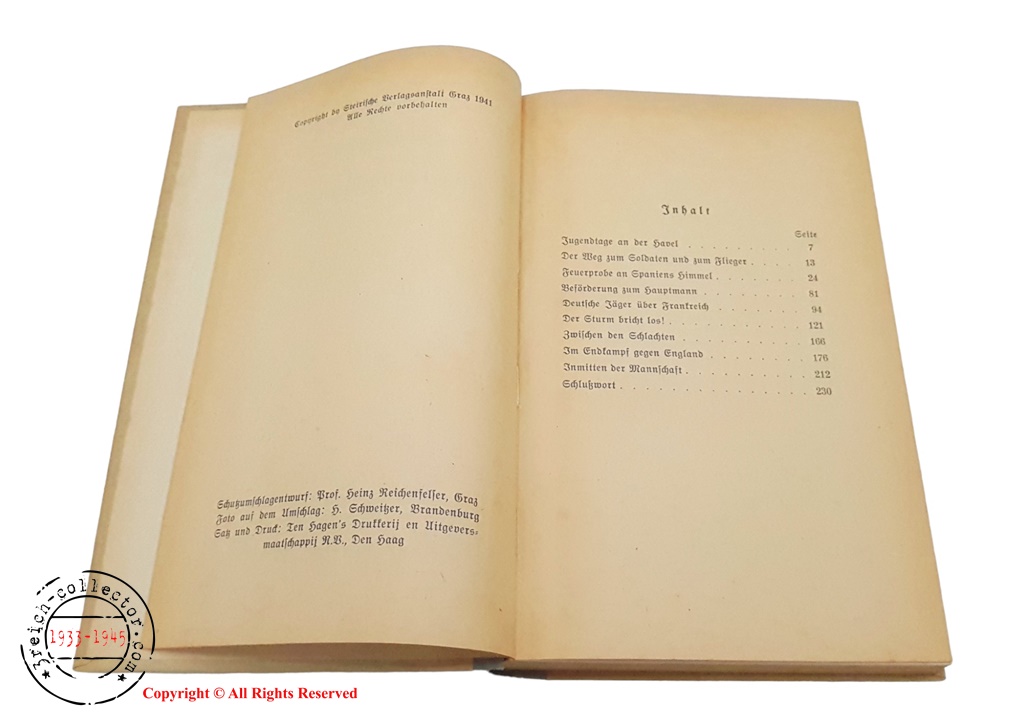 Copyright by Steirische Verlagsanstalt Graz 1941
Alle Rechte vorbehalten
Schutzumschlagentwurf: Prof. Heinz Reichenfelser, Graz
Foto auf dem Umschlag: H. Schweitzer, Brandenburg
Satz und Druck: Ten Hagen's Drukkerij en Uitgevers-
maatschappij N.V., Den Haag
Inhalt
Seite
Jugendtage an der Havel . . . . . . . . . . 7
Der Weg zum Soldaten und zum Flieger . . . . . 13
Feuerprobe an Spaniens Himmel . . . . . . . . 24
Beförderung zum Hauptmann . . . . . . . . . 81
Deutsche Jäger über Frankreich . . . . . . . . 94
Der Sturm bricht los! . . . . . . . . . . . 121
Zwischen den Schlachten . . . . . . . . . . . 166
Im Endkampf gegen England . . . . . . . . . 176
Inmitten der Mannschaft . . . . . . . . . . . 212
Schlußwort . . . . . . . . . . . . . . . 230
3reich-collector.com
1933-1945
Copyright © All Rights Reserved